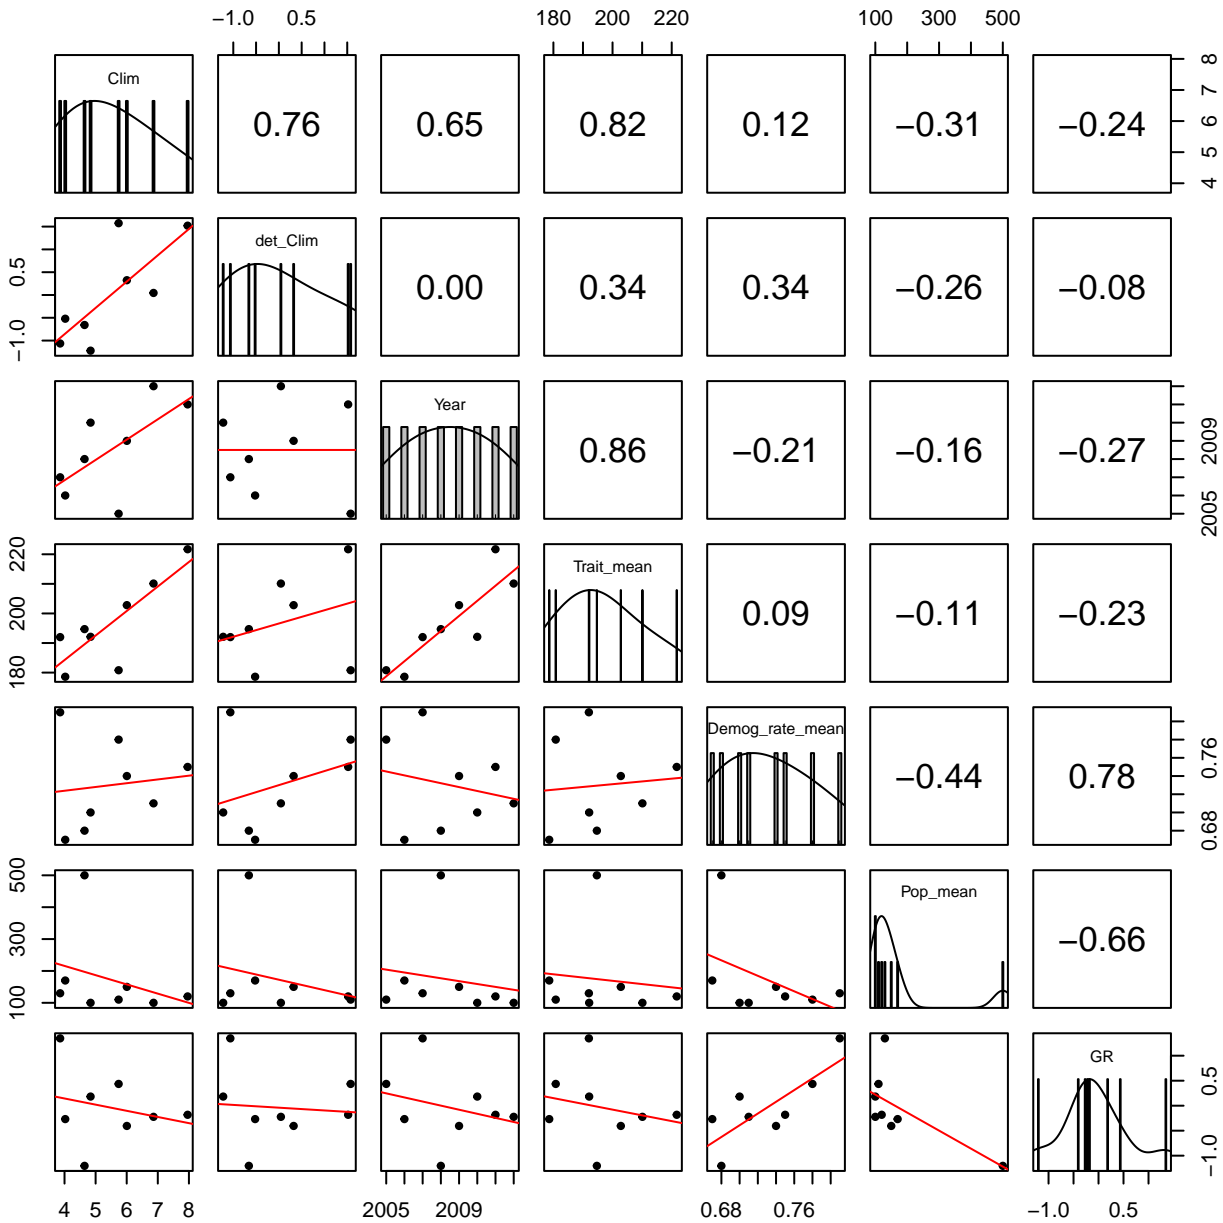 −1.0 0.5 180 200 220 100 300 500
Clim 0.76 0.65 0.82 0.12 −0.31 −0.24 4 5 6 7 8
−1.0 0.5 det_Clim 0.00 0.34 0.34 −0.26 −0.08
Year 0.86 −0.21 −0.16 −0.27 2005 2009
180 200 220 Trait_mean 0.09 −0.11 −0.23
Demog_rate_mean −0.44 0.78 0.68 0.76
100 300 500 Pop_mean −0.66
GR −1.0 0.5
4 5 6 7 8 2005 2009 0.68 0.76 −1.0 0.5